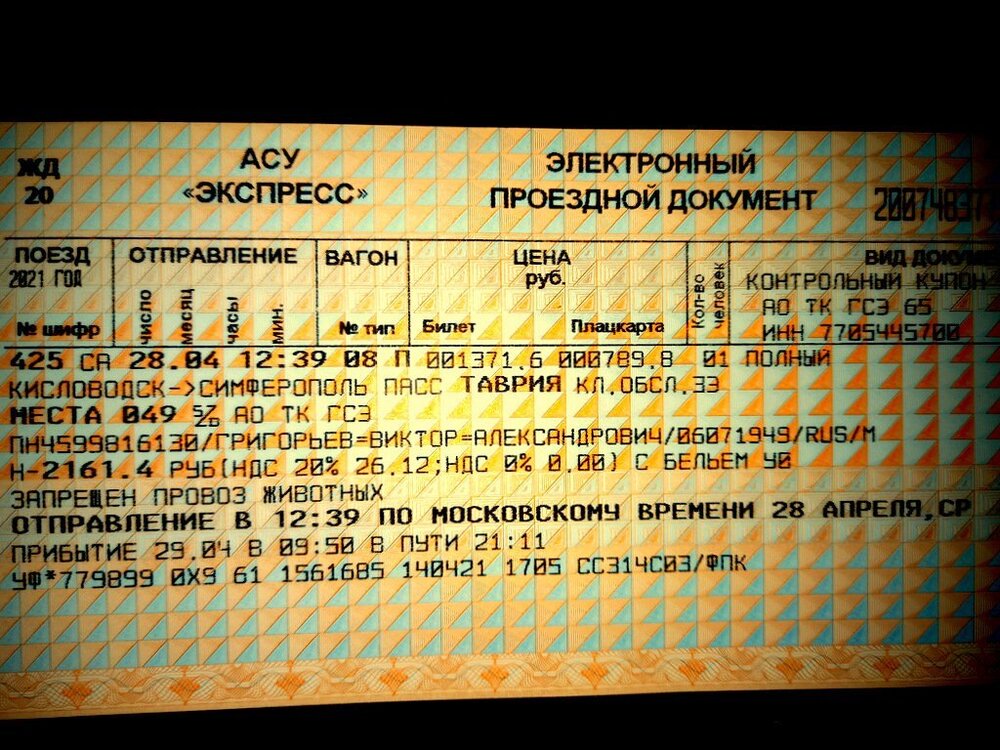 ЖД АСУ ЭЛЕКТРОННЫЙ
20 «ЭКСПРЕСС» ПРОЕЗДНОЙ ДОКУМЕНТ
ПОЕЗД ОТПРАВЛЕНИЕ ВАГОН ЦЕНА ВИД
2021 ГОД руб. КОНТРОЛЬНЫЙ КУПОН
АО ТК ГСЭ 65
№ шифр число месяц часы мин. № тип Билет Плацкарта Кол-во человек ИНН 7705445700
425 СА 28.04 12:39 08 П 001371.6 000789.8 01 ПОЛНЫЙ
КИСЛОВОДСК->СИМФЕРОПОЛЬ ПАСС ТАВРИЯ КЛ.ОБСЛ.3Э
МЕСТА 049 АО ТК ГСЭ
ПН4599816130/ГРИГОРЬЕВ=ВИКТОР=АЛЕКСАНДРОВИЧ/06071949/RUS/M
Н-2161.4 РУБ(НДС 20% 26.12;НДС 0% 0.00) С БЕЛЬЕМ У0
ЗАПРЕЩЕН ПРОВОЗ ЖИВОТНЫХ
ОТПРАВЛЕНИЕ В 12:39 ПО МОСКОВСКОМУ ВРЕМЕНИ 28 АПРЕЛЯ,СР
ПРИБЫТИЕ 29.04 В 09:50 В ПУТИ 21:11
УФ*779899 0Х9 61 1561685 140421 1705 СС314С03/ФПК